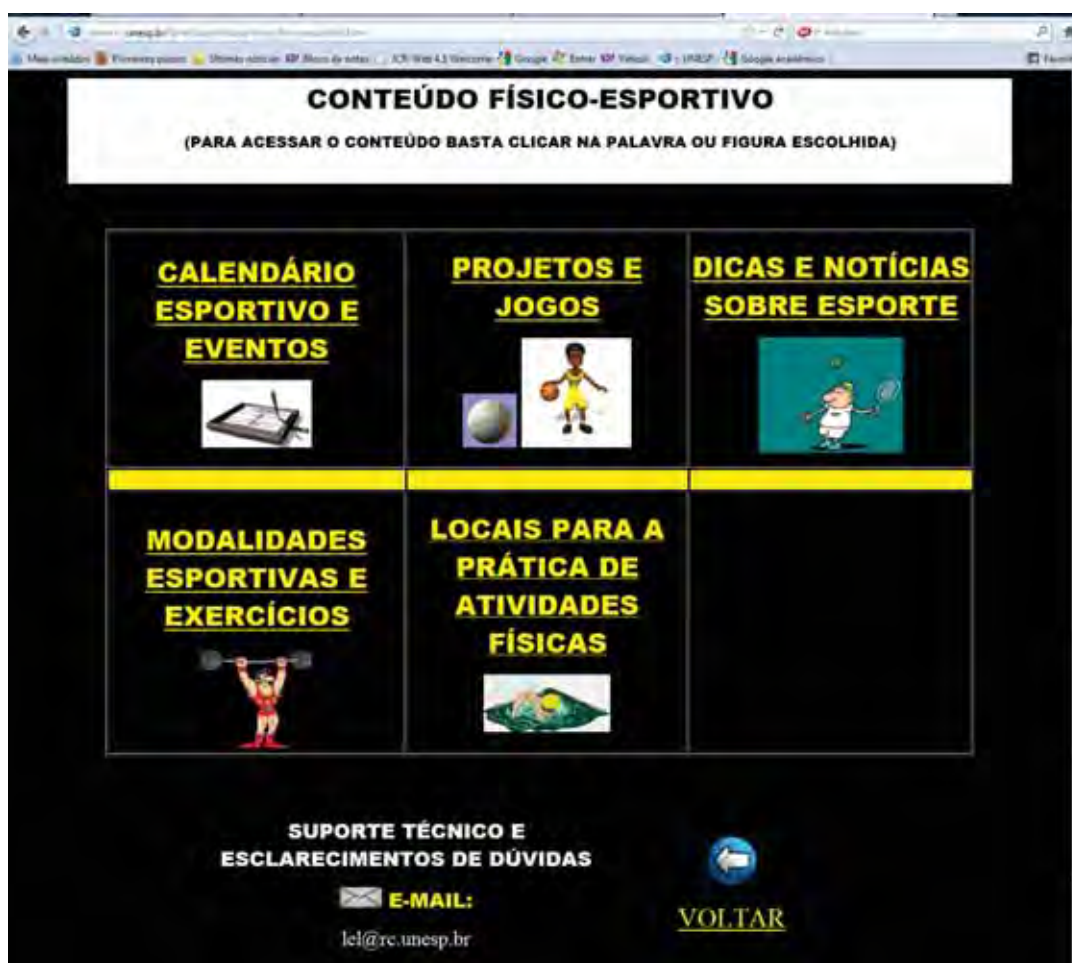 CONTEÚDO FÍSICO-ESPORTIVO
(PARA ACESSAR O CONTEÚDO BASTA CLICAR NA PALAVRA OU FIGURA ESCOLHIDA)
CALENDÁRIO
ESPORTIVO E
EVENTOS
PROJETOS E
JOGOS
DICAS E NOTÍCIAS
SOBRE ESPORTE
MODALIDADES
ESPORTIVAS E
EXERCÍCIOS
LOCAIS PARA A
PRÁTICA DE
ATIVIDADES
FÍSICAS
SUPORTE TÉCNICO E
ESCLARECIMENTOS DE DÚVIDAS
E-MAIL:
lel@rc.unesp.br
VOLTAR